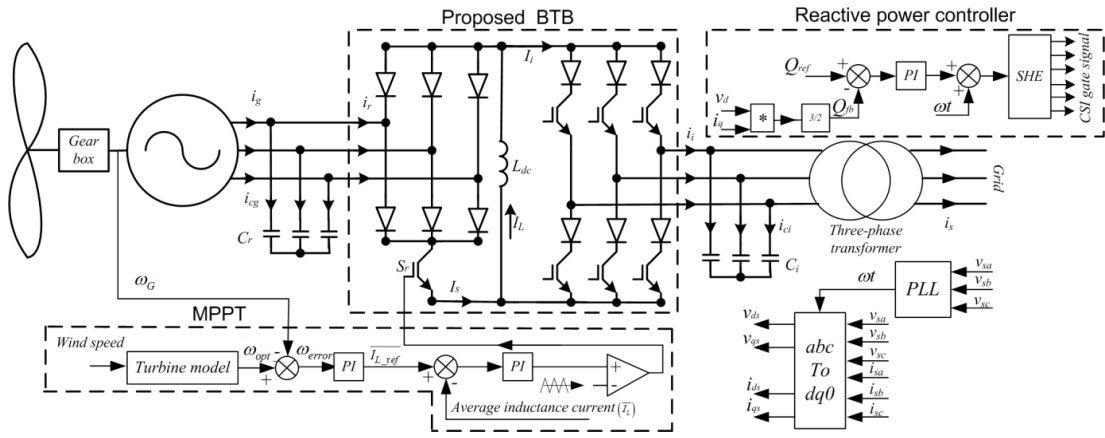 Proposed BTB
Reactive power controller
Gear
box
i_g
i_r
i_cg
C_r
ω_G
I_i
L_dc
I_L
S_r
I_s
i_i
i_ci
C_i
Three-phase
transformer
i_s
Grid
Q_ref
+
-
PI
+
+
SHE
CSI gate signal
v_d
i_q
*
3/2
Q_fb
ωt
MPPT
Wind speed
Turbine model
ω_opt
-
+
ω_error
PI
I_L_ref
+
-
PI
+
-
Average inductance current (I_L)
ωt
PLL
v_sa
v_sb
v_sc
v_ds
v_qs
i_ds
i_qs
abc
To
dq0
v_sa
v_sb
v_sc
i_sa
i_sb
i_sc